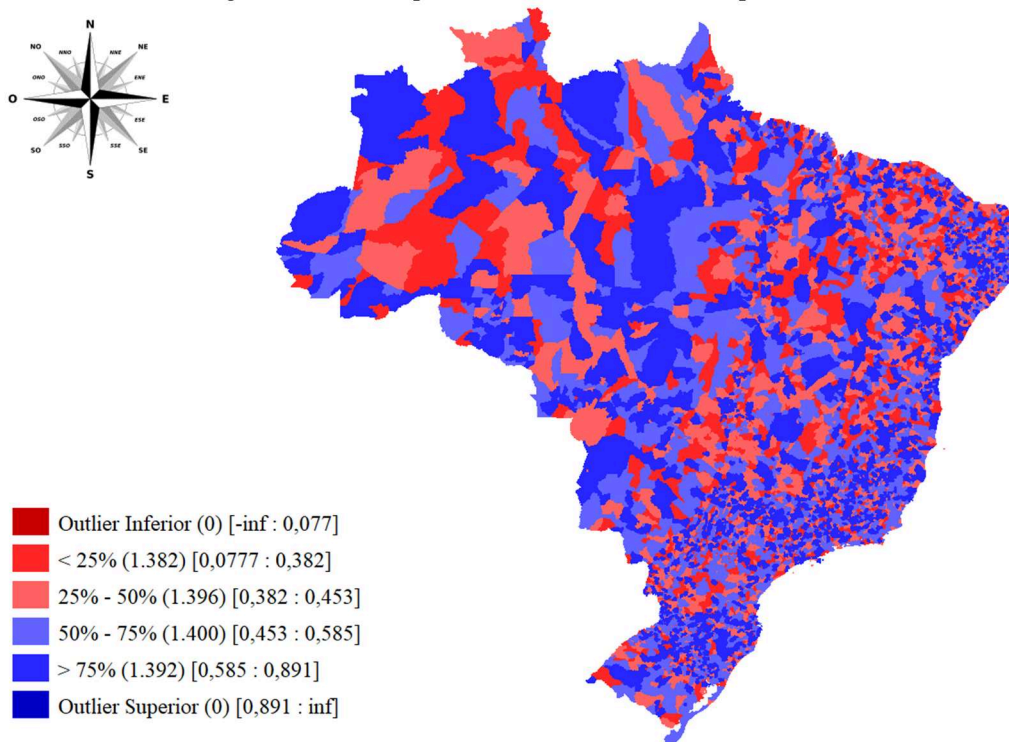 N
NO
NNO
NNE
NE
ONO
ENE
O
E
OSO
ESE
SO
SSO
SSE
SE
S
Outlier Inferior (0) [-inf : 0,077]
< 25% (1.382) [0,0777 : 0,382]
25% - 50% (1.396) [0,382 : 0,453]
50% - 75% (1.400) [0,453 : 0,585]
> 75% (1.392) [0,585 : 0,891]
Outlier Superior (0) [0,891 : inf]